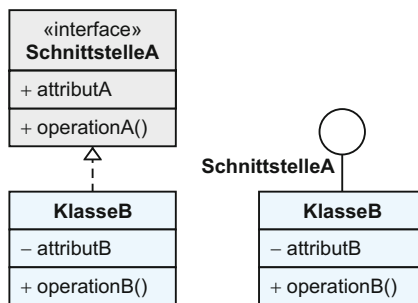 «interface»
SchnittstelleA
+ attributA
+ operationA()
KlasseB
– attributB
+ operationB()
SchnittstelleA
KlasseB
– attributB
+ operationB()